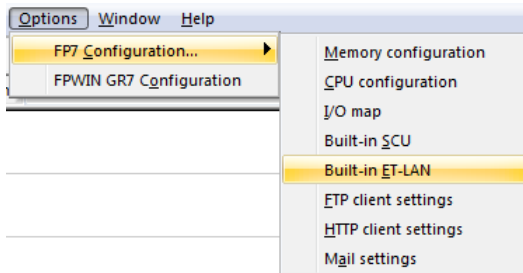 Options Window Help
FP7 Configuration...
FPWIN GR7 Configuration
Memory configuration
CPU configuration
I/O map
Built-in SCU
Built-in ET-LAN
FTP client settings
HTTP client settings
Mail settings